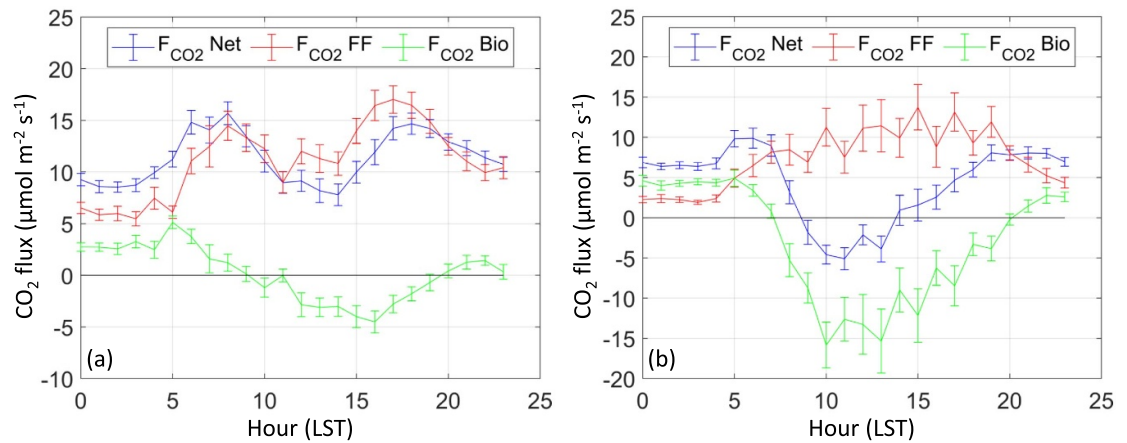 F_CO2 Net F_CO2 FF F_CO2 Bio
25
20
15
10
5
0
-5
-10
CO₂ flux (µmol m⁻² s⁻¹)
(a)
0 5 10 15 20 25
Hour (LST)
F_CO2 Net F_CO2 FF F_CO2 Bio
25
20
15
10
5
0
-5
-10
-15
-20
CO₂ flux (µmol m⁻² s⁻¹)
(b)
0 5 10 15 20 25
Hour (LST)